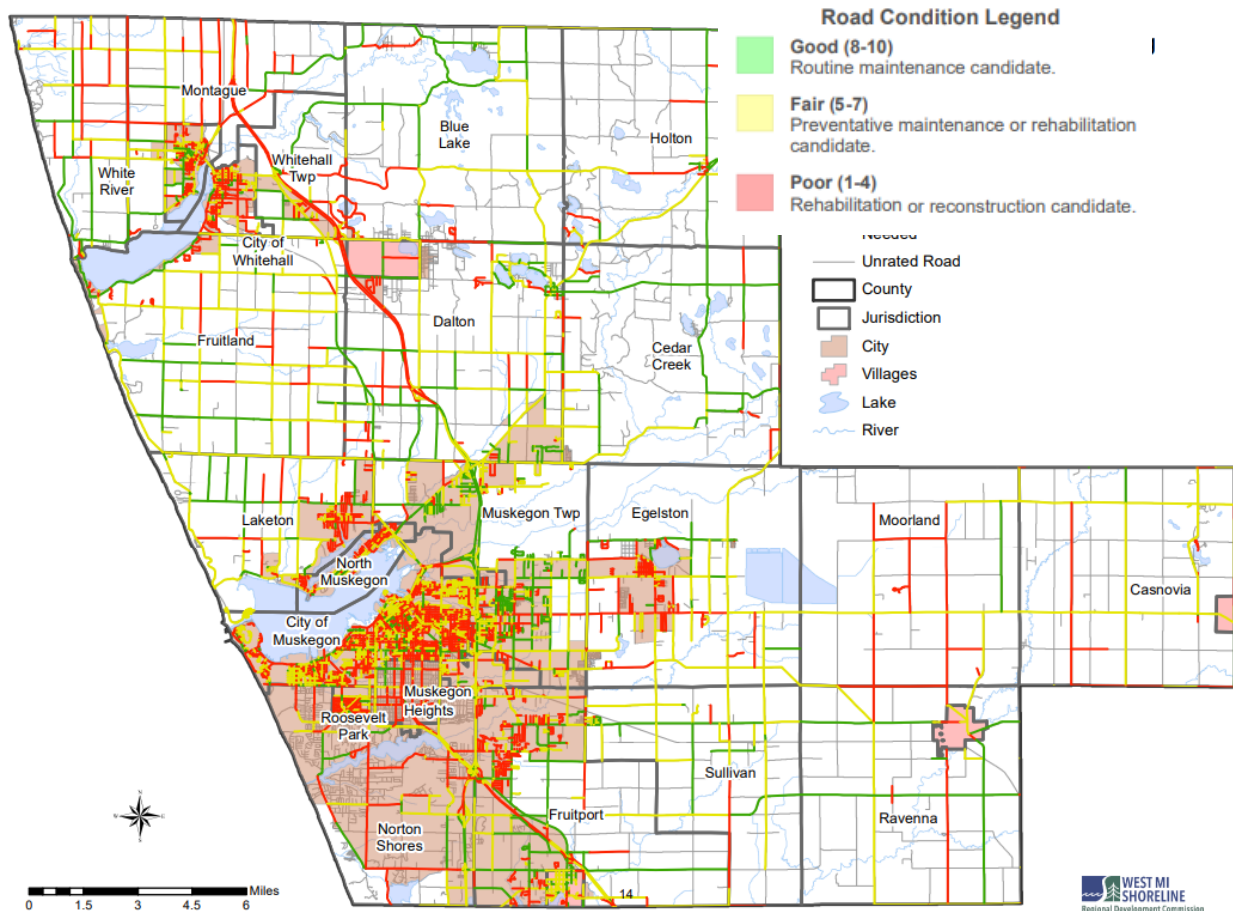 Road Condition Legend
Good (8-10)
Routine maintenance candidate.
Fair (5-7)
Preventative maintenance or rehabilitation
candidate.
Poor (1-4)
Rehabilitation or reconstruction candidate.
Needed
Unrated Road
County
Jurisdiction
City
Villages
Lake
River
Montague
Blue
Lake
Holton
Whitehall
Twp
White
River
City of
Whitehall
Dalton
Fruitland
Cedar
Creek
Laketon
Muskegon Twp
Egelston
Moorland
North
Muskegon
Casnovia
City of
Muskegon
Muskegon
Heights
Roosevelt
Park
Sullivan
Fruitport
Ravenna
Norton
Shores
14
N
W E
S
Miles
0 1.5 3 4.5 6
WEST MI
SHORELINE
Regional Development Commission